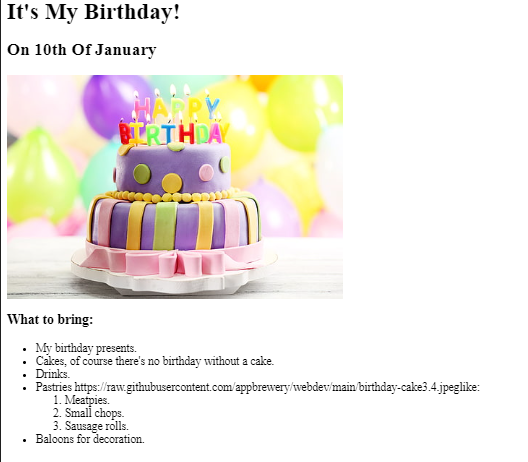 It's My Birthday!
On 10th Of January
HAPPY
BIRTHDAY
What to bring:
My birthday presents.
Cakes, of course there's no birthday without a cake.
Drinks.
Pastries https://raw.githubusercontent.com/appbrewery/webdev/main/birthday-cake3.4.jpeglike:
1. Meatpies.
2. Small chops.
3. Sausage rolls.
Baloons for decoration.